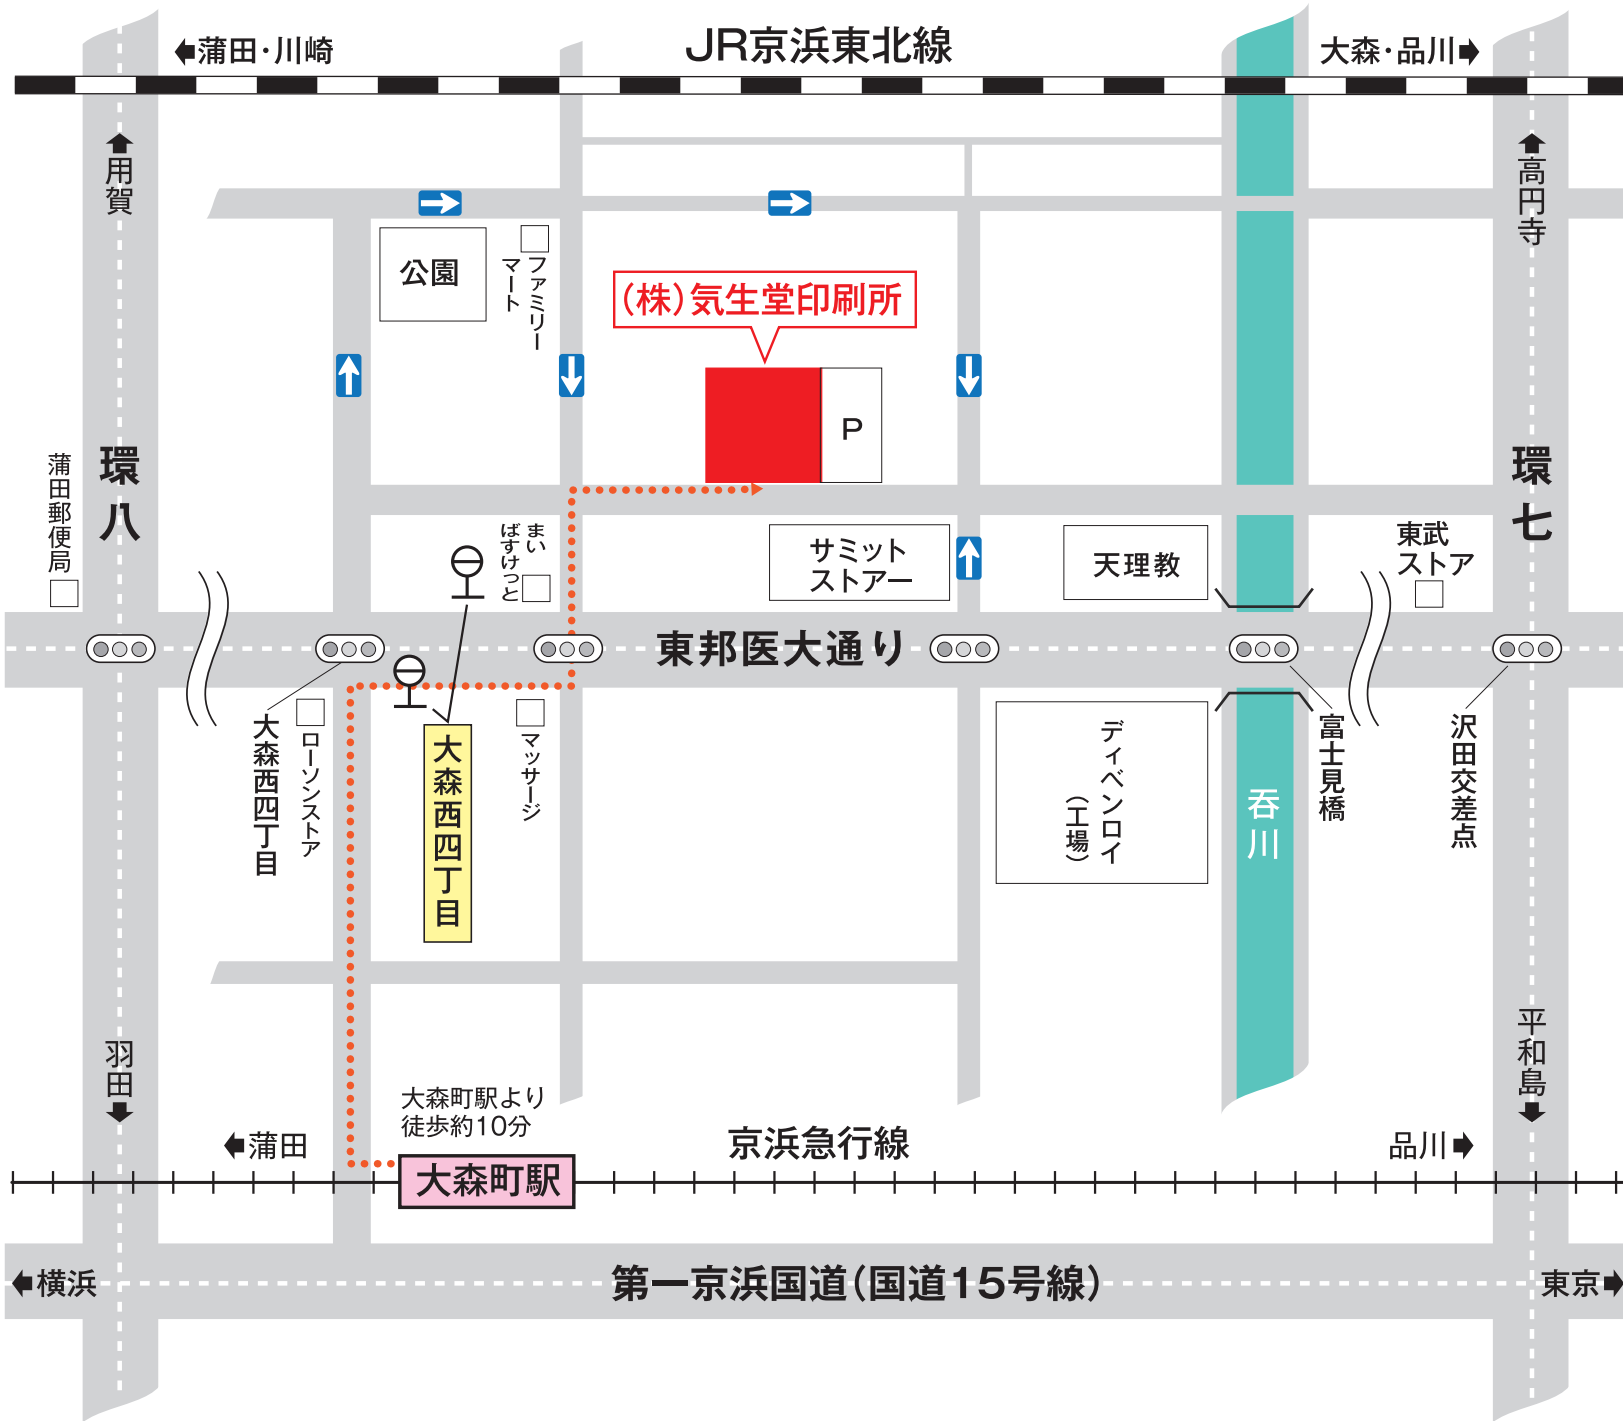 蒲田・川崎
JR京浜東北線
大森・品川
用賀
高円寺
公園
ファミリー
マート
(株)気生堂印刷所
P
蒲田郵便局
環八
環七
まい
ばすけっと
サミット
ストアー
天理教
東武
ストア
東邦医大通り
大森西四丁目
ローソンストア
大森西四丁目
マッサージ
ディベンロイ
(工場)
呑川
富士見橋
沢田交差点
羽田
平和島
大森町駅より
徒歩約10分
蒲田
京浜急行線
品川
大森町駅
横浜
第一京浜国道(国道15号線)
東京